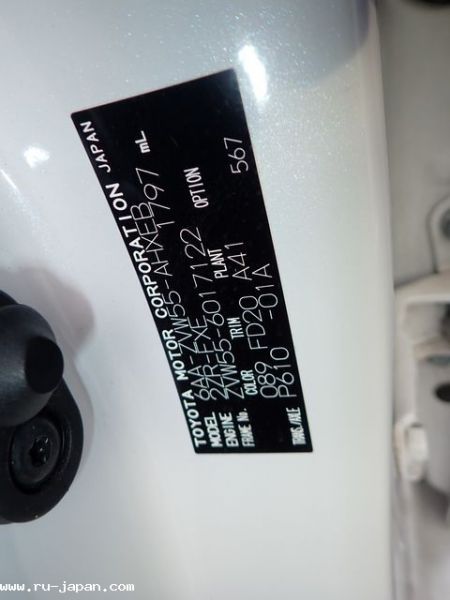 TOYOTA MOTOR CORPORATION JAPAN
MODEL 6AA-ZVW55-AHXEB
ENGINE 2ZR-FXE 1797 mL
FRAME No. ZVW55-6017122
COLOR TRIM PLANT OPTION
089 FD20 A41 567
TRANS/AXLE P610 -01A
www.ru-japan.com